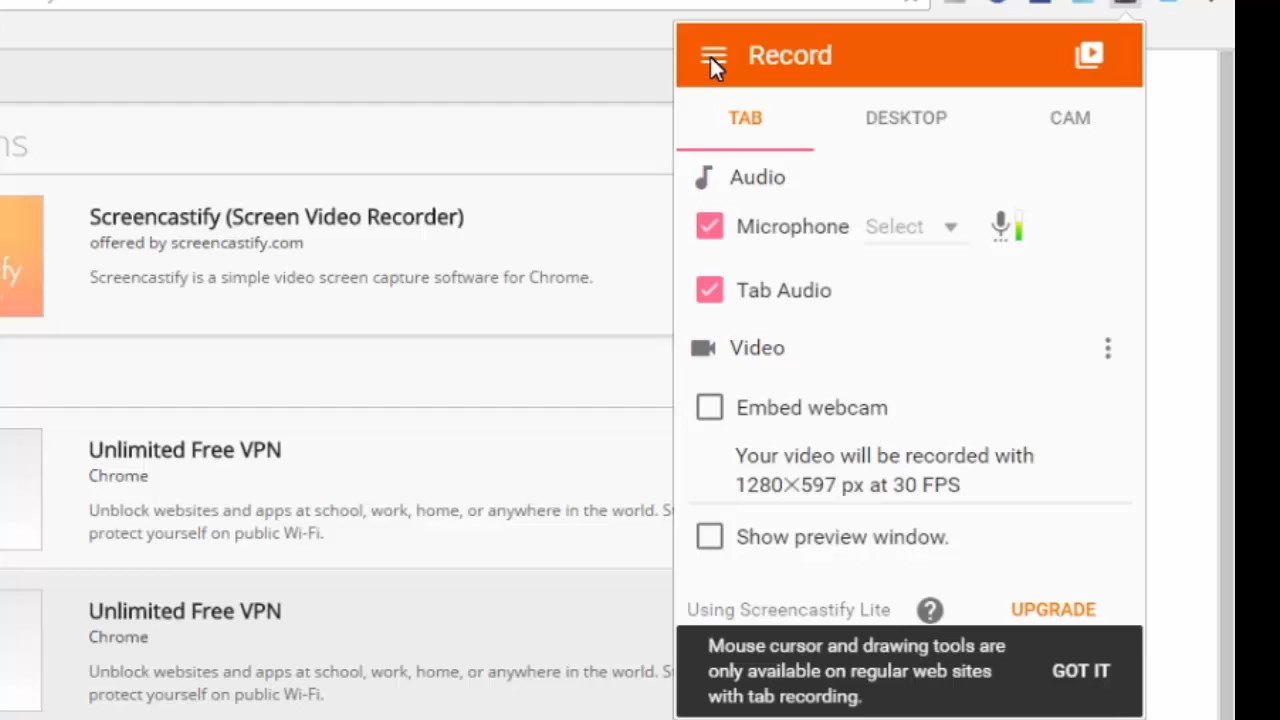 Record
TAB DESKTOP CAM
ns
Audio
Screencastify (Screen Video Recorder)
offered by screencastify.com
Microphone Select
fy
Screencastify is a simple video screen capture software for Chrome.
Tab Audio
Video
Embed webcam
Unlimited Free VPN
Chrome
Your video will be recorded with
1280×597 px at 30 FPS
Unblock websites and apps at school, work, home, or anywhere in the world. S
protect yourself on public Wi-Fi.
Show preview window.
Unlimited Free VPN
Chrome
Using Screencastify Lite ? UPGRADE
Mouse cursor and drawing tools are
only available on regular web sites
with tab recording.
GOT IT
Unblock websites and apps at school, work, home, or anywhere in the world. S
protect yourself on public Wi-Fi.